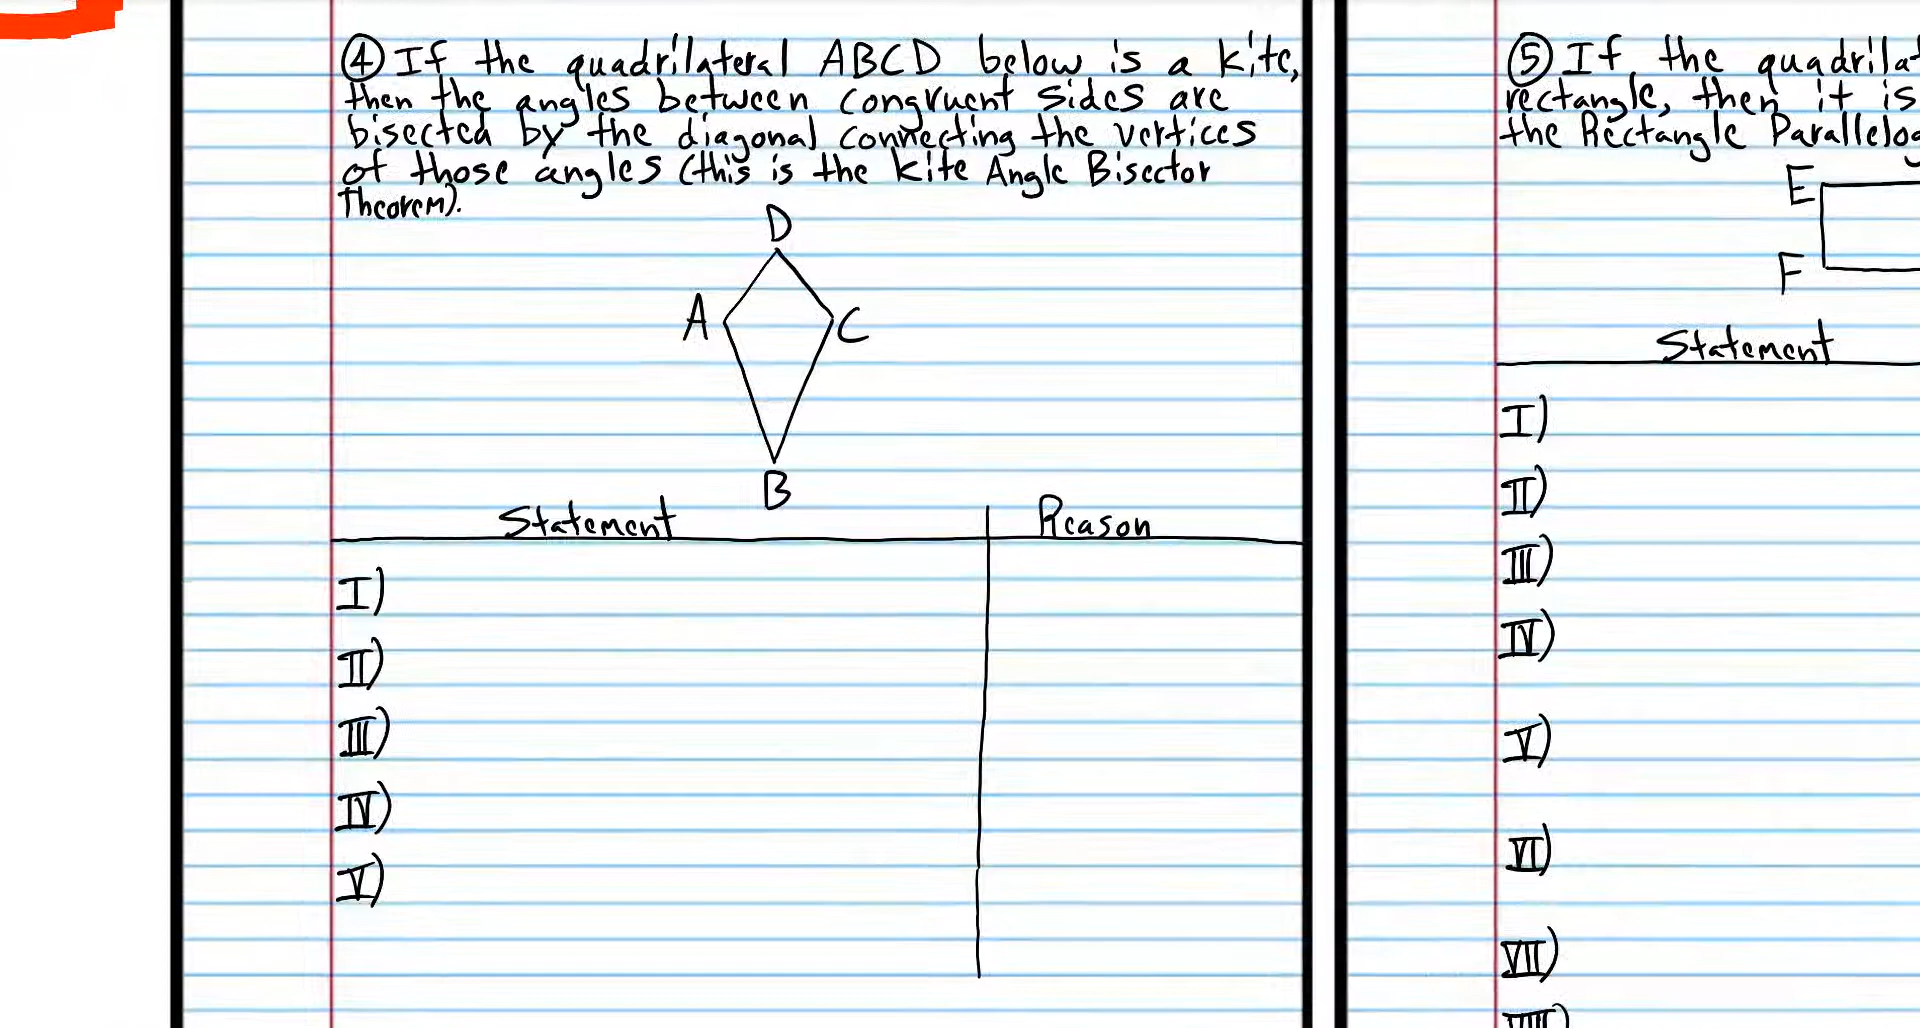 ④ If the quadrilateral ABCD below is a kite,
then the angles between congruent sides are
bisected by the diagonal connecting the vertices
of those angles (this is the Kite Angle Bisector
Theorem).
D
A
C
B
Statement Reason
I)
II)
III)
IV)
V)
⑤ If the quadrilat
rectangle, then it is
the Rectangle Parallelog
E
F
Statement
I)
II)
III)
IV)
V)
VI)
VII)
VIII)